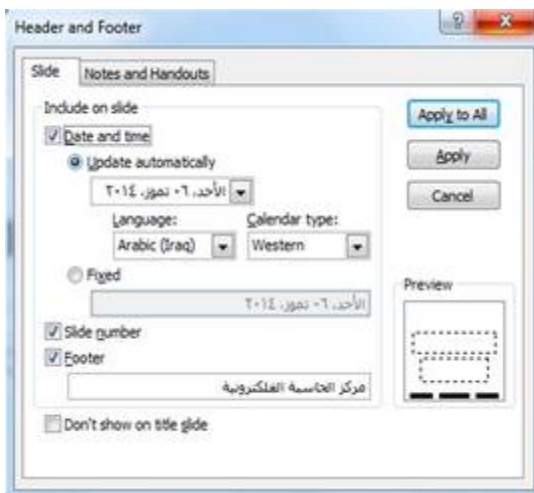 Header and Footer
Slide
Notes and Handouts
Include on slide
Date and time
Update automatically
الأحد، ٠٦ تموز، ٢٠١٤
Language:
Calendar type:
Arabic (Iraq)
Western
Fixed
الأحد، ٠٦ تموز، ٢٠١٤
Slide number
Footer
مركز الحاسبة الالكترونية
Don't show on title slide
Apply to All
Apply
Cancel
Preview